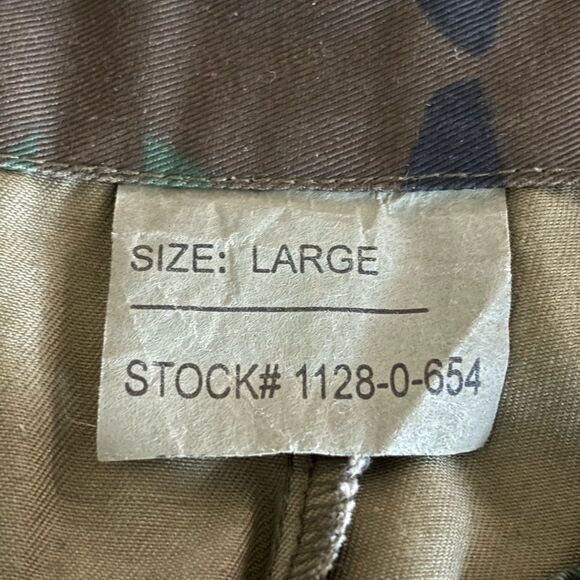 SIZE: LARGE
STOCK# 1128-0-654